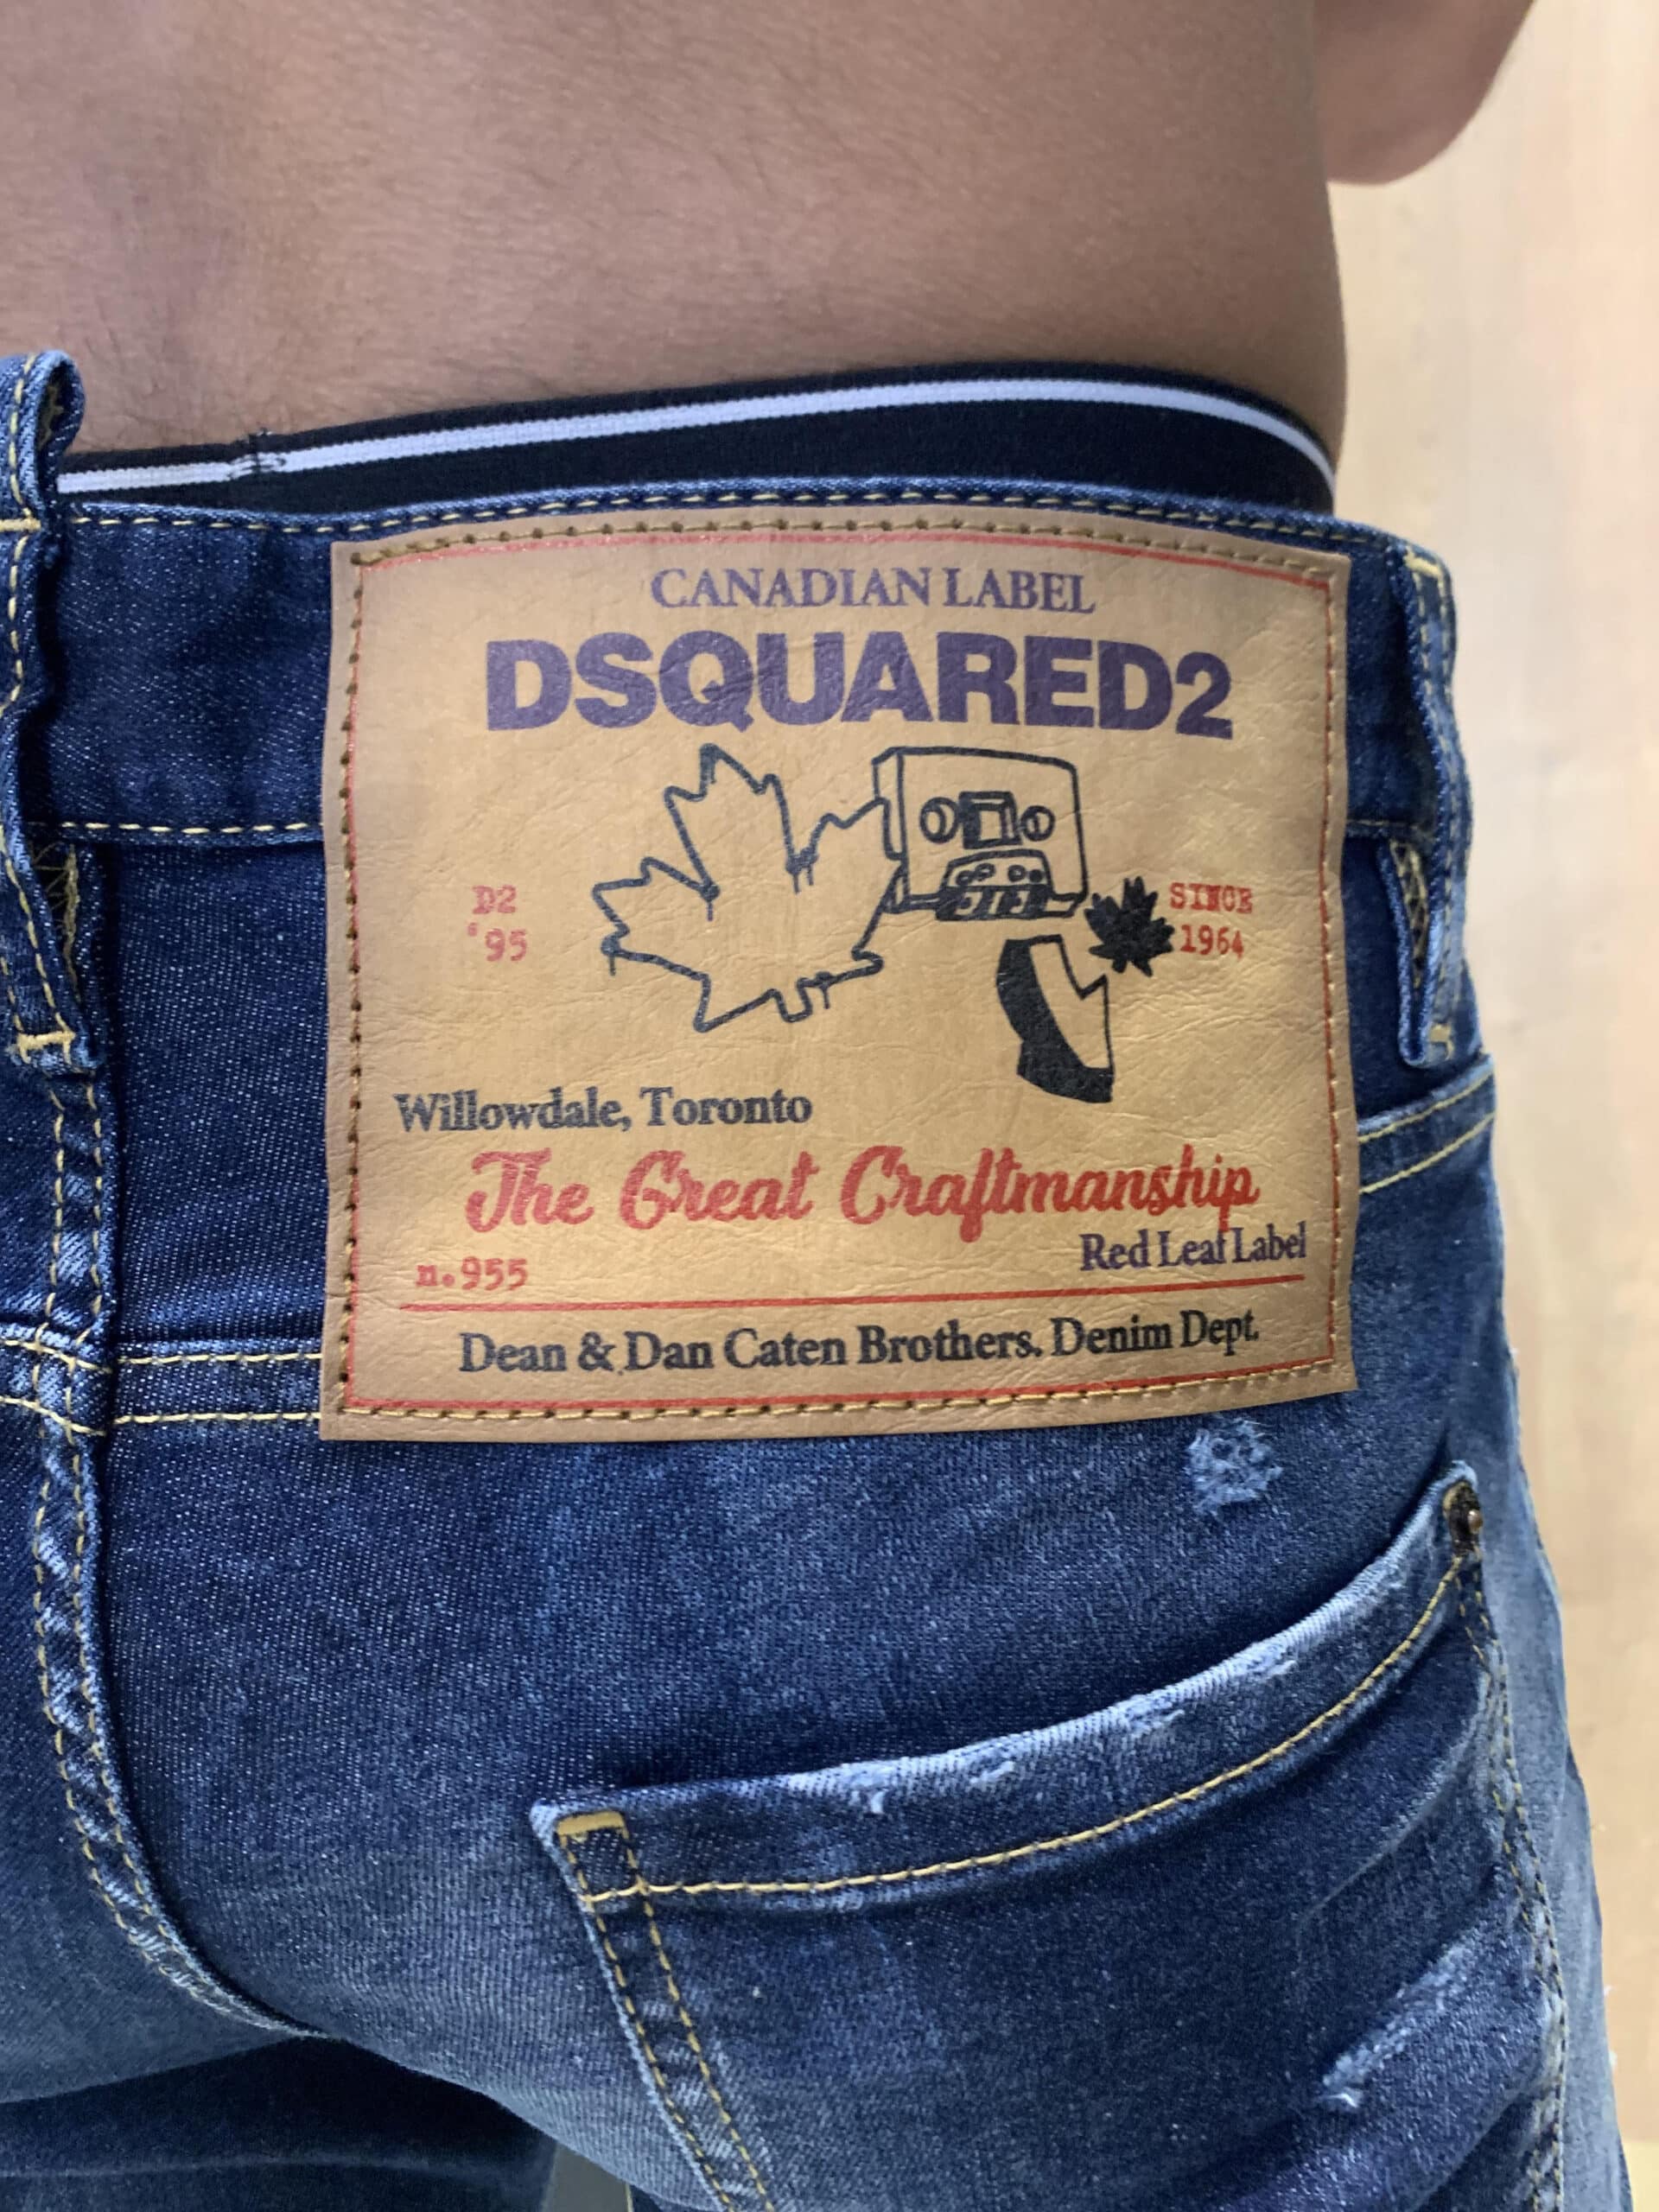 CANADIAN LABEL
DSQUARED2
D2
'95
SINCE
1964
Willowdale, Toronto
The Great Craftmanship
Red Leaf Label
n.955
Dean & Dan Caten Brothers. Denim Dept.